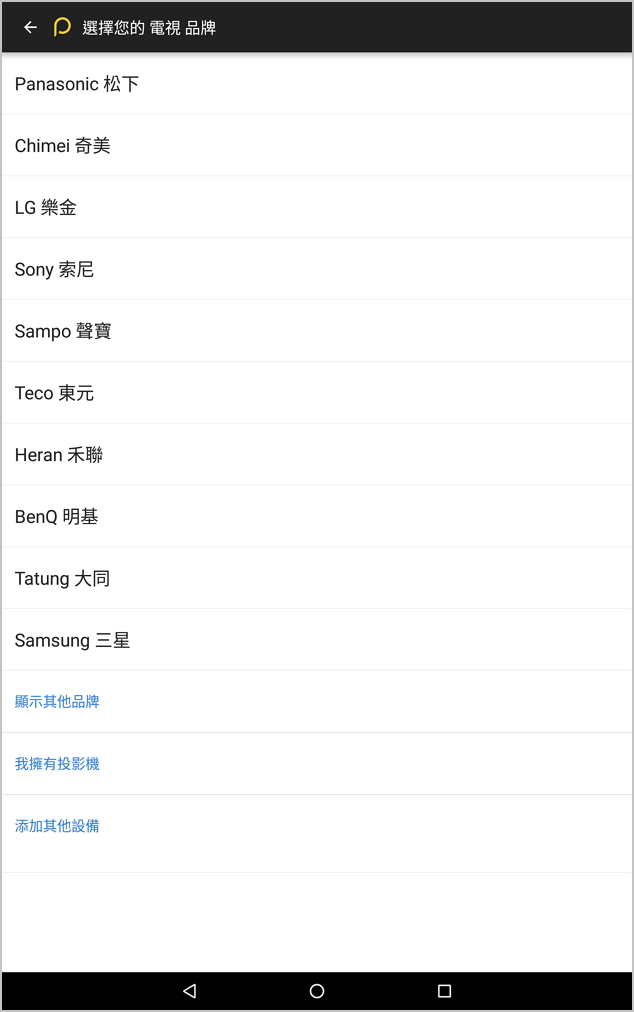 選擇您的 電視 品牌
Panasonic 松下
Chimei 奇美
LG 樂金
Sony 索尼
Sampo 聲寶
Teco 東元
Heran 禾聯
BenQ 明基
Tatung 大同
Samsung 三星
顯示其他品牌
我擁有投影機
添加其他設備